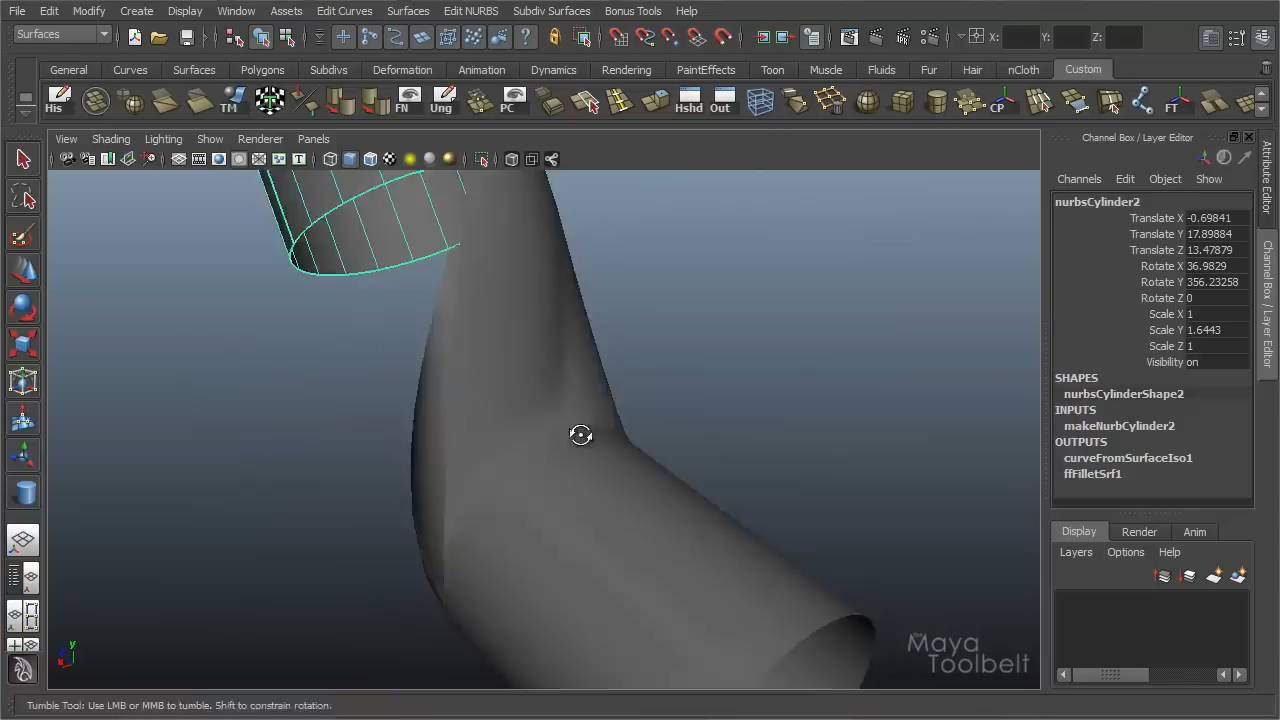 File Edit Modify Create Display Window Assets Edit Curves Surfaces Edit NURBS Subdiv Surfaces Bonus Tools Help
Surfaces X: Y: Z:
General Curves Surfaces Polygons Subdivs Deformation Animation Dynamics Rendering PaintEffects Toon Muscle Fluids Fur Hair nCloth Custom
His TM FN Ung PC Hshd Out CP FT
View Shading Lighting Show Renderer Panels
Channel Box / Layer Editor
Channels Edit Object Show
nurbsCylinder2
Translate X -0.69841
Translate Y 17.89884
Translate Z 13.47879
Rotate X 36.9829
Rotate Y 356.23258
Rotate Z 0
Scale X 1
Scale Y 1.6443
Scale Z 1
Visibility on
SHAPES
nurbsCylinderShape2
INPUTS
makeNurbCylinder2
OUTPUTS
curveFromSurfaceIso1
ffFilletSrf1
Display Render Anim
Layers Options Help
Attribute Editor
Channel Box / Layer Editor
y
z
x
the
Maya
Toolbelt
Tumble Tool: Use LMB or MMB to tumble. Shift to constrain rotation.